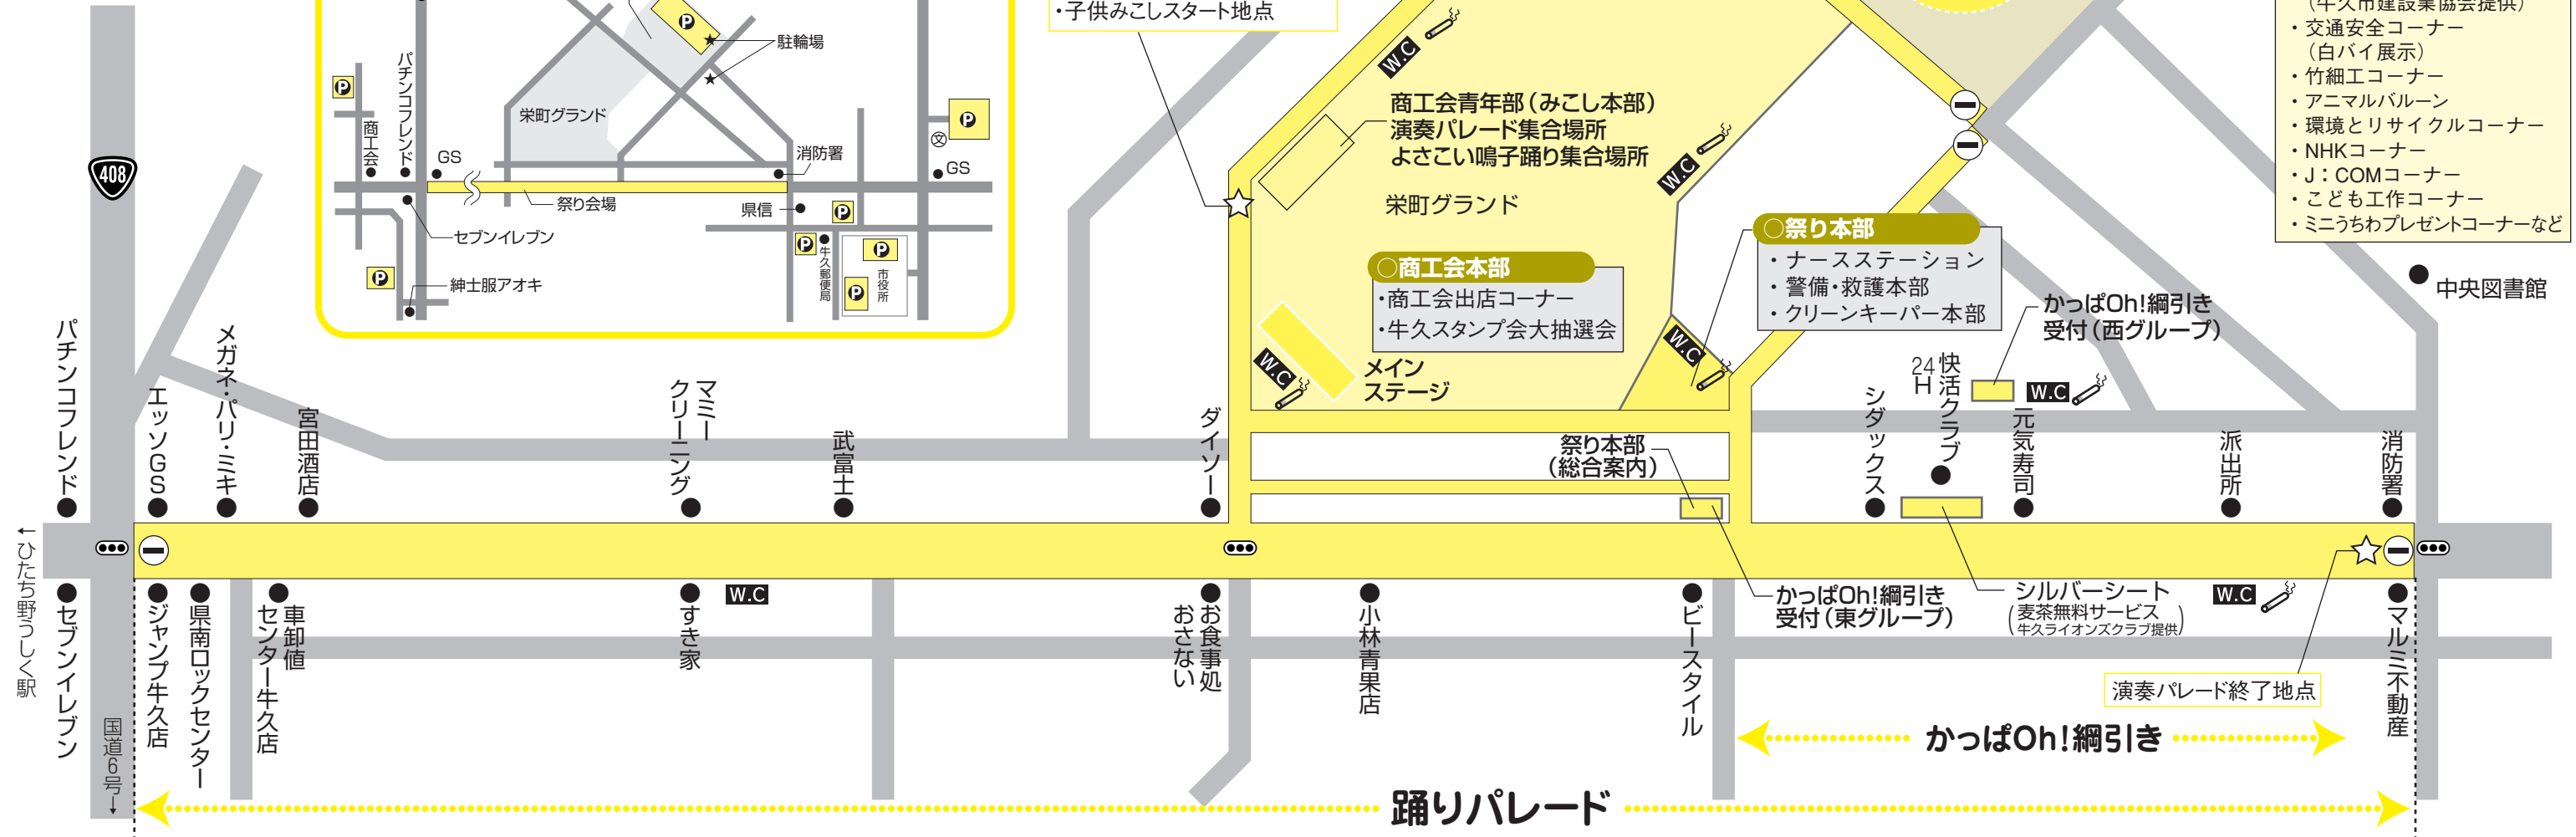 ・子供みこしスタート地点
駐輪場
パチンコフレンド
商工会
栄町グランド
GS
消防署
GS
祭り会場
県信
セブンイレブン
牛久郵便局
市役所
紳士服アオキ
P
P
P
P
P
P
P
P
文
408
W.C
商工会青年部（みこし本部）
演奏パレード集合場所
よさこい鳴子踊り集合場所
W.C
栄町グランド
○祭り本部
・ナースステーション
・警備・救護本部
・クリーンキーパー本部
○商工会本部
・商工会出店コーナー
・牛久スタンプ会大抽選会
W.C
メイン
ステージ
W.C
（牛久市建設業協会提供）
・交通安全コーナー
（白バイ展示）
・竹細工コーナー
・アニマルバルーン
・環境とリサイクルコーナー
・NHKコーナー
・J：COMコーナー
・こども工作コーナー
・ミニうちわプレゼントコーナーなど
中央図書館
かっぱOh!綱引き
受付（西グループ）
W.C
パチンコフレンド
エッソGS
メガネ・パリ・ミキ
宮田酒店
マミー
クリーニング
武富士
ダイソー
祭り本部
（総合案内）
シダックス
快活クラブ
24H
元気寿司
派出所
消防署
←ひたち野うしく駅
セブンイレブン
国道6号→
ジャンプ牛久店
県南ロックセンター
車卸値
センター牛久店
すき家
W.C
お食事処
おさない
小林青果店
ビースタイル
かっぱOh!綱引き
受付（東グループ）
シルバーシート
（麦茶無料サービス
牛久ライオンズクラブ提供）
W.C
マルミ不動産
演奏パレード終了地点
かっぱOh!綱引き
踊りパレード